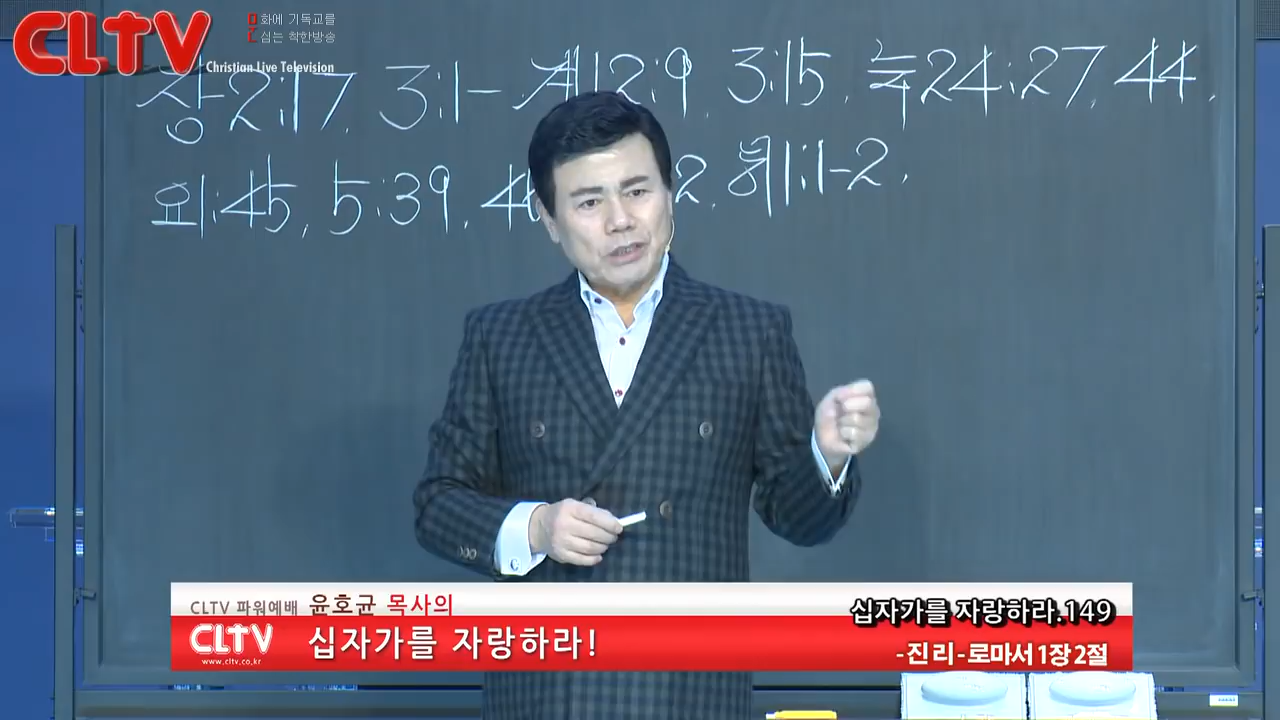 CLTV
문화에 기독교를
심는 착한방송
Christian Live Television
창2:17, 3:1- 계12:9, 3:15, 눅24:27, 44,
요1:45, 5:39, 46 2, 롬1:1-2,
CLTV 파워예배 윤호균 목사의
십자가를 자랑하라.149
CLTV
www.cltv.co.kr
십자가를 자랑하라!
-진리-로마서 1장 2절